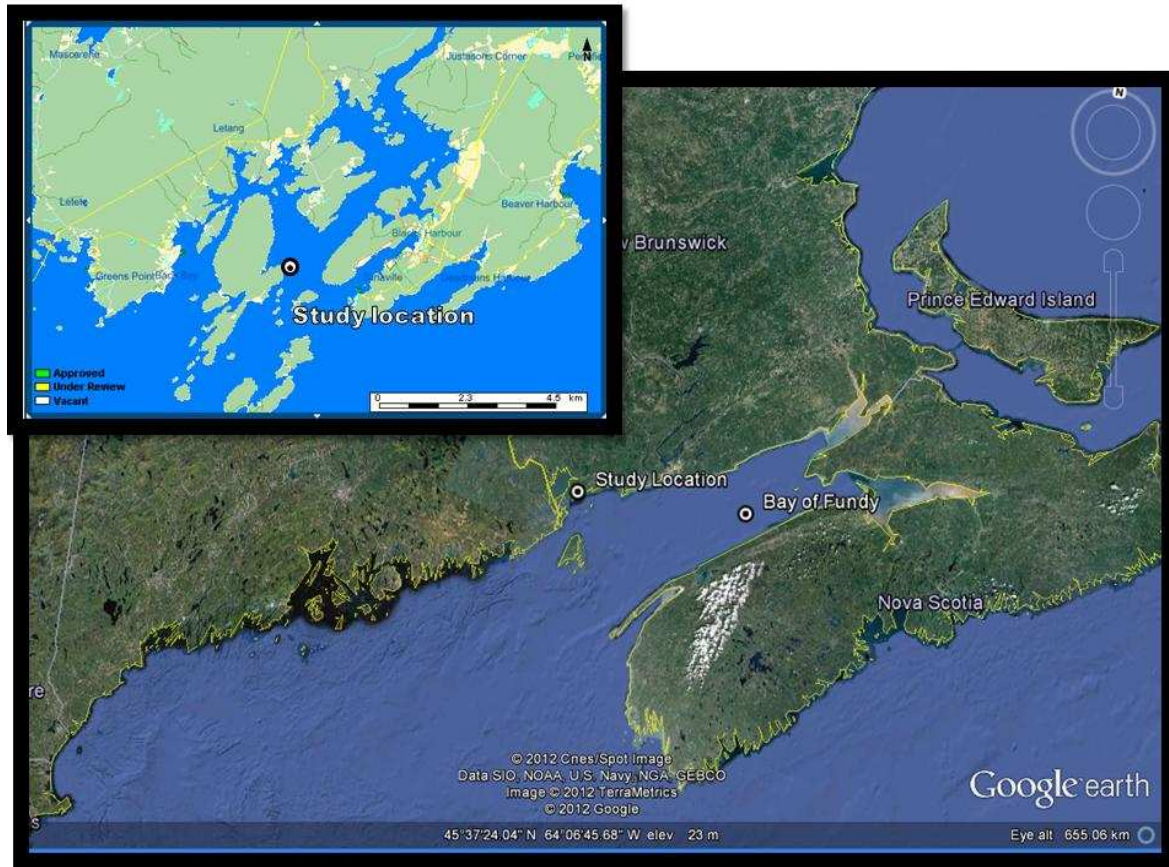 Mascarene
Justasons Corner
N
Letang
Letete
Beaver Harbour
Blacks Harbour
Greens Point
Back Bay
Study location
Approved
Under Review
Vacant
0 2.3 4.5 km
N
Brunswick
Prince Edward Island
Study Location
Bay of Fundy
Nova Scotia
re
s
© 2012 Cnes/Spot Image
Data SIO, NOAA, U.S. Navy, NGA, GEBCO
Image © 2012 TerraMetrics
© 2012 Google
Google earth
45°37'24.04" N 64°06'45.68" W elev 23 m
Eye alt 655.06 km